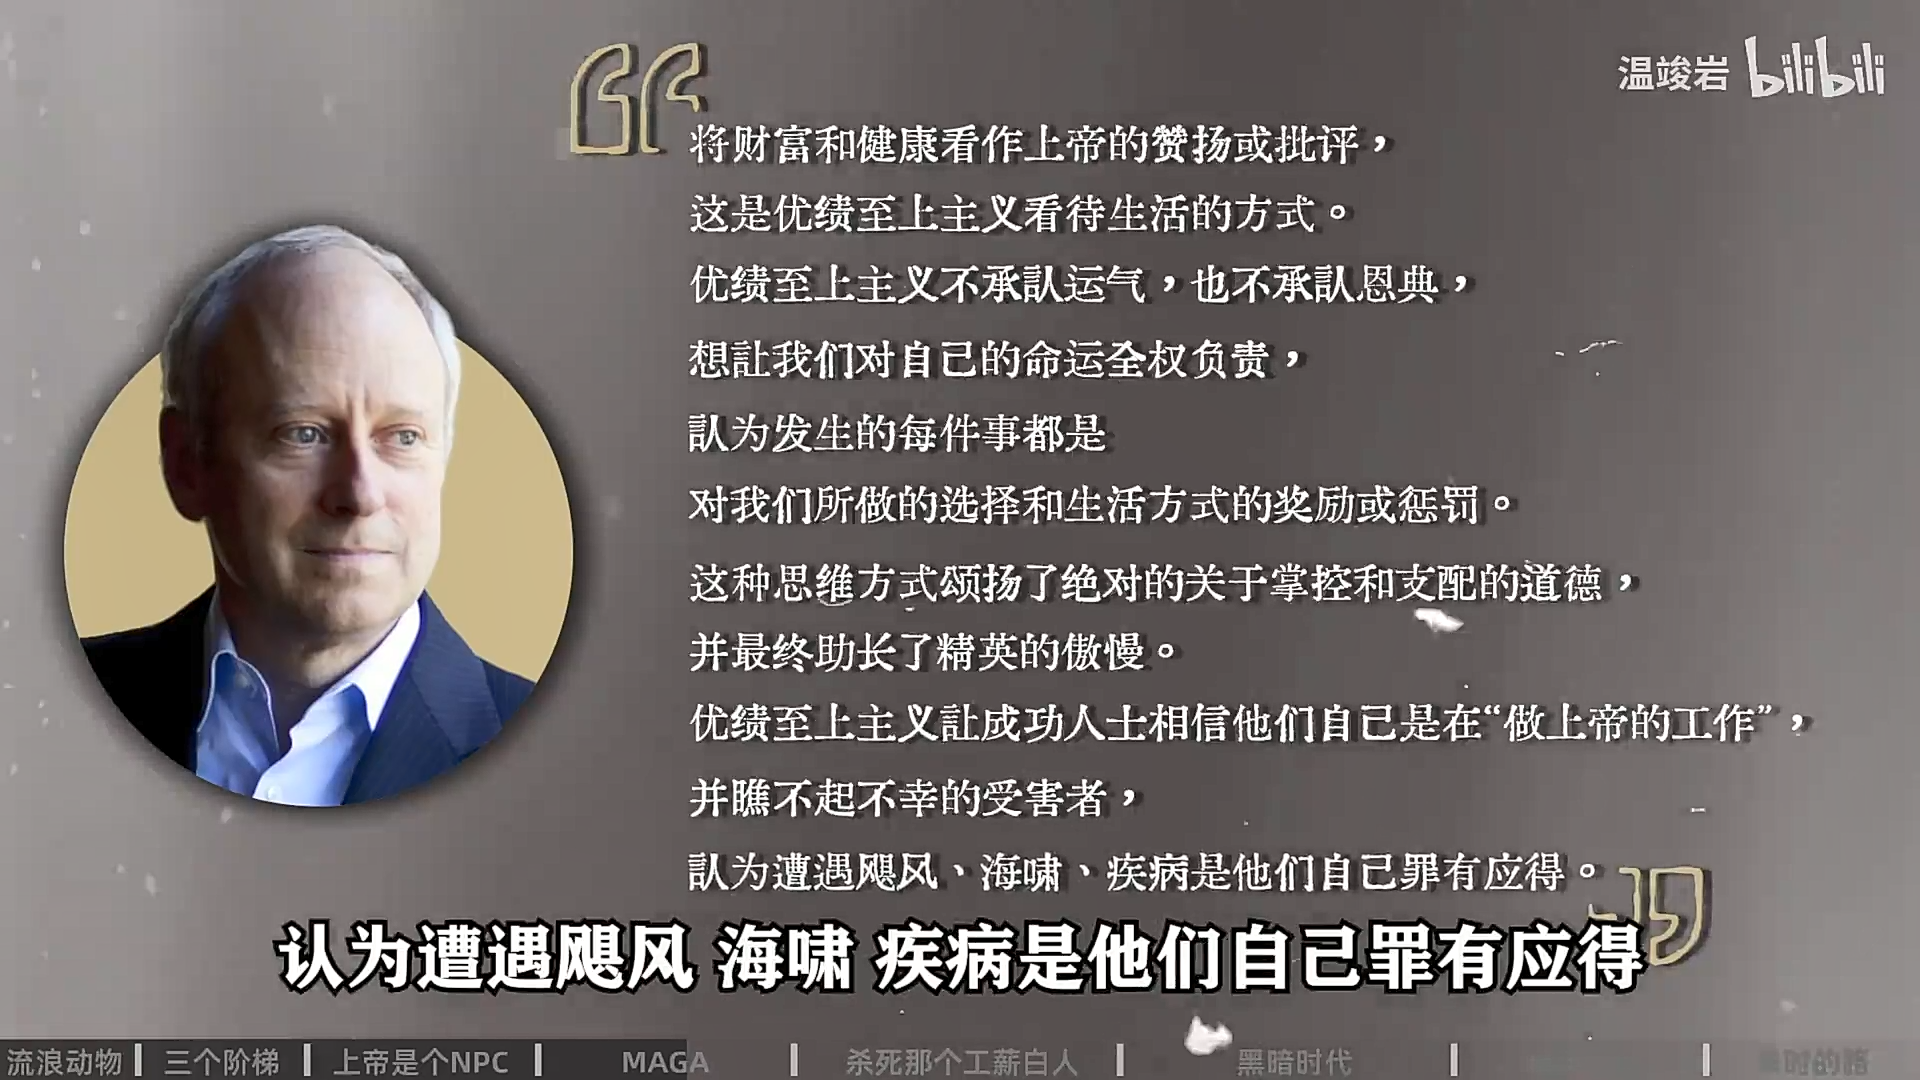 温竣岩 bilibili
将财富和健康看作上帝的赞扬或批评，
这是优绩至上主义看待生活的方式。
优绩至上主义不承認运气，也不承認恩典，
想讓我们对自己的命运全权负责，
認为发生的每件事都是
对我们所做的选择和生活方式的奖励或惩罚。
这种思维方式颂扬了绝对的关于掌控和支配的道德，
并最终助长了精英的傲慢。
优绩至上主义讓成功人士相信他们自己是在“做上帝的工作”，
并瞧不起不幸的受害者，
認为遭遇飓风、海啸、疾病是他们自己罪有应得。
认为遭遇飓风 海啸 疾病是他们自己罪有应得
流浪动物 | 三个阶梯 | 上帝是个NPC | MAGA | 杀死那个工薪白人 | 黑暗时代 |